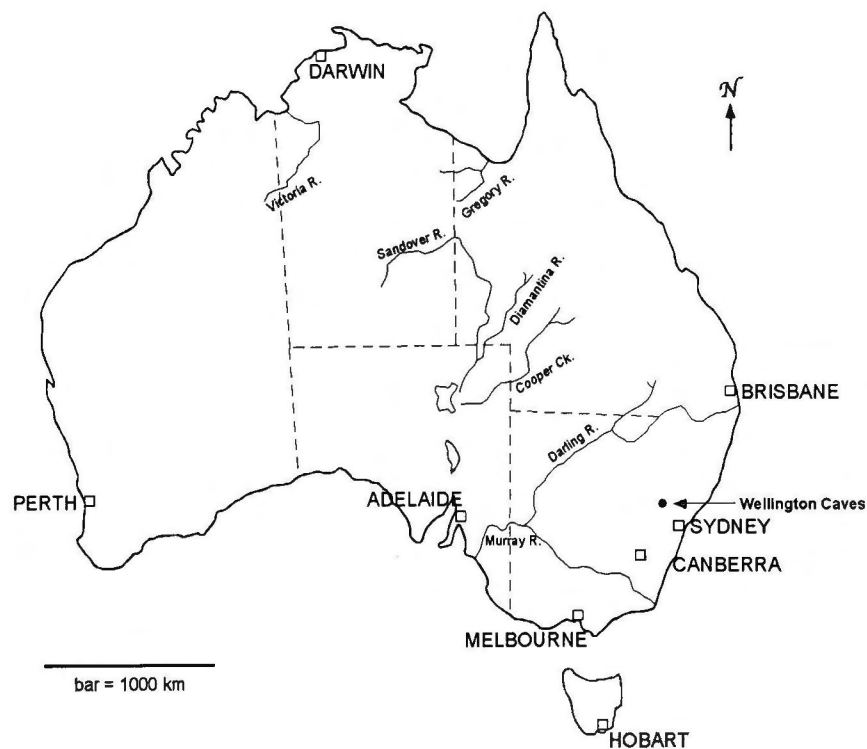 DARWIN
N
Victoria R.
Gregory R.
Sandover R.
Diamantina R.
Cooper Ck.
BRISBANE
Darling R.
PERTH
ADELAIDE
Wellington Caves
SYDNEY
Murray R.
CANBERRA
MELBOURNE
bar = 1000 km
HOBART